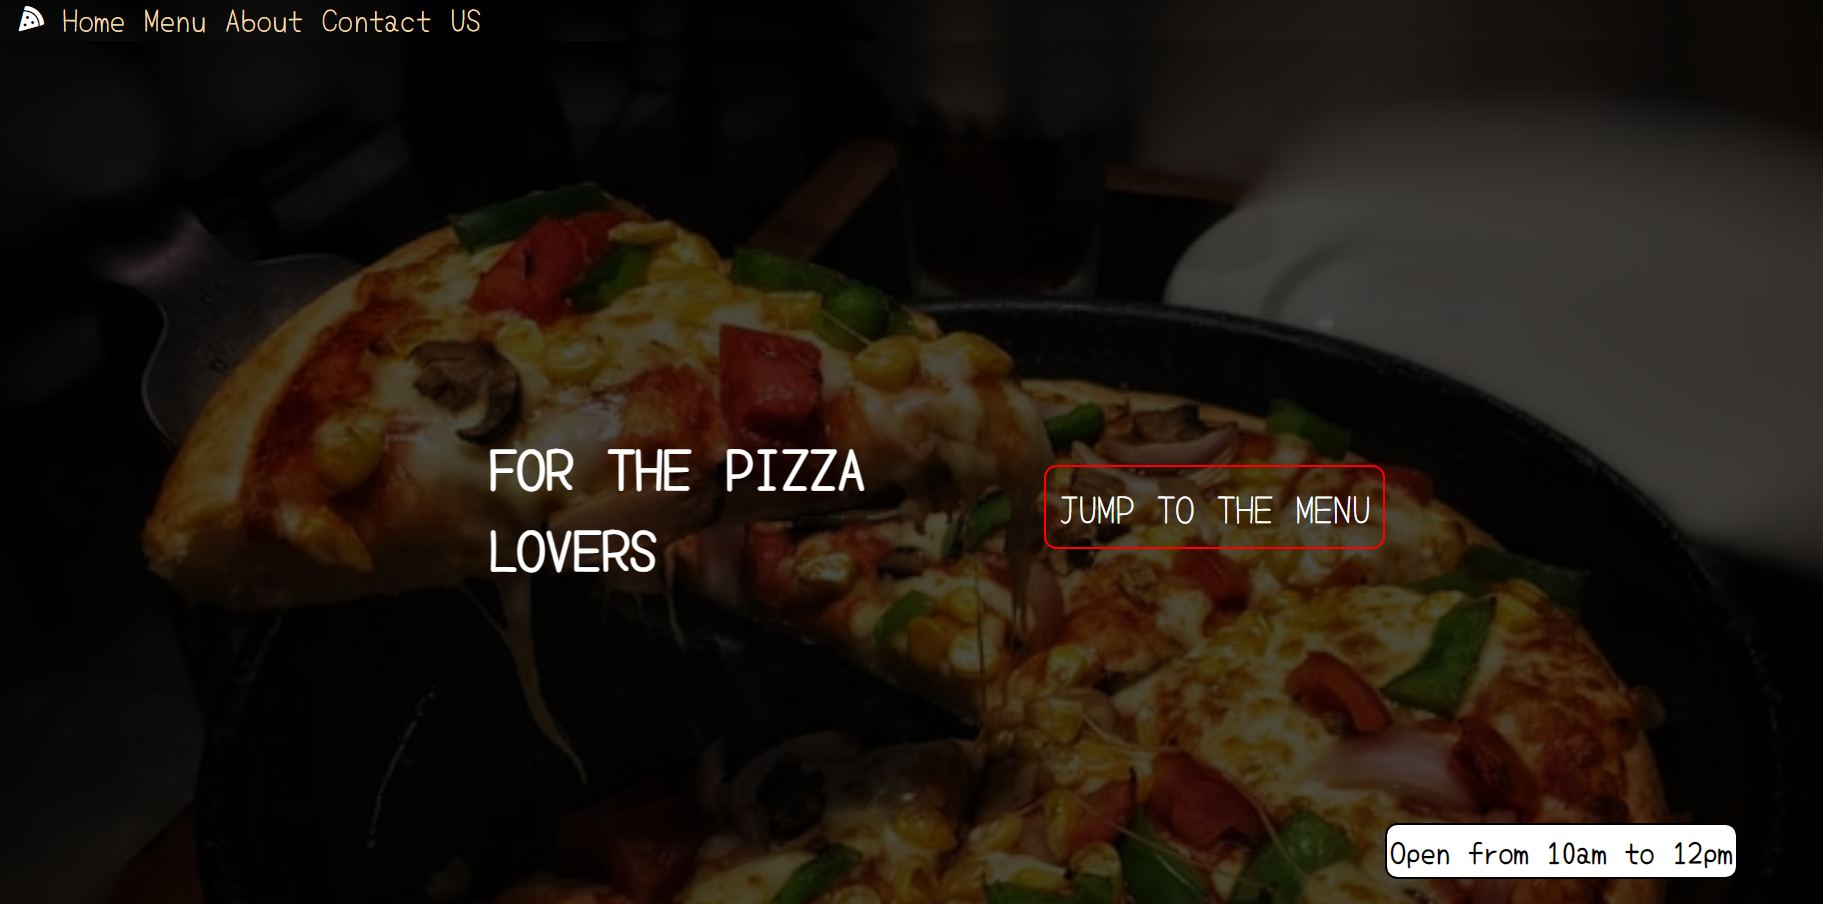 Home Menu About Contact US
FOR THE PIZZA
LOVERS
JUMP TO THE MENU
Open from 10am to 12pm